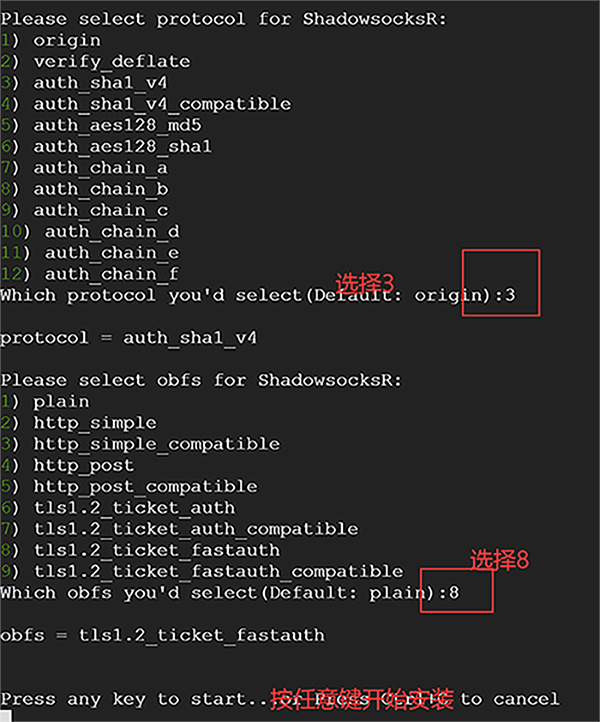 Please select protocol for ShadowsocksR:
1) origin
2) verify_deflate
3) auth_sha1_v4
4) auth_sha1_v4_compatible
5) auth_aes128_md5
6) auth_aes128_sha1
7) auth_chain_a
8) auth_chain_b
9) auth_chain_c
10) auth_chain_d
11) auth_chain_e
12) auth_chain_f
选择3
Which protocol you'd select(Default: origin):3
protocol = auth_sha1_v4
Please select obfs for ShadowsocksR:
1) plain
2) http_simple
3) http_simple_compatible
4) http_post
5) http_post_compatible
6) tls1.2_ticket_auth
7) tls1.2_ticket_auth_compatible
8) tls1.2_ticket_fastauth
9) tls1.2_ticket_fastauth_compatible
选择8
Which obfs you'd select(Default: plain):8
obfs = tls1.2_ticket_fastauth
Press any key to start...or Press Ctrl+C to cancel
按任意键开始安装